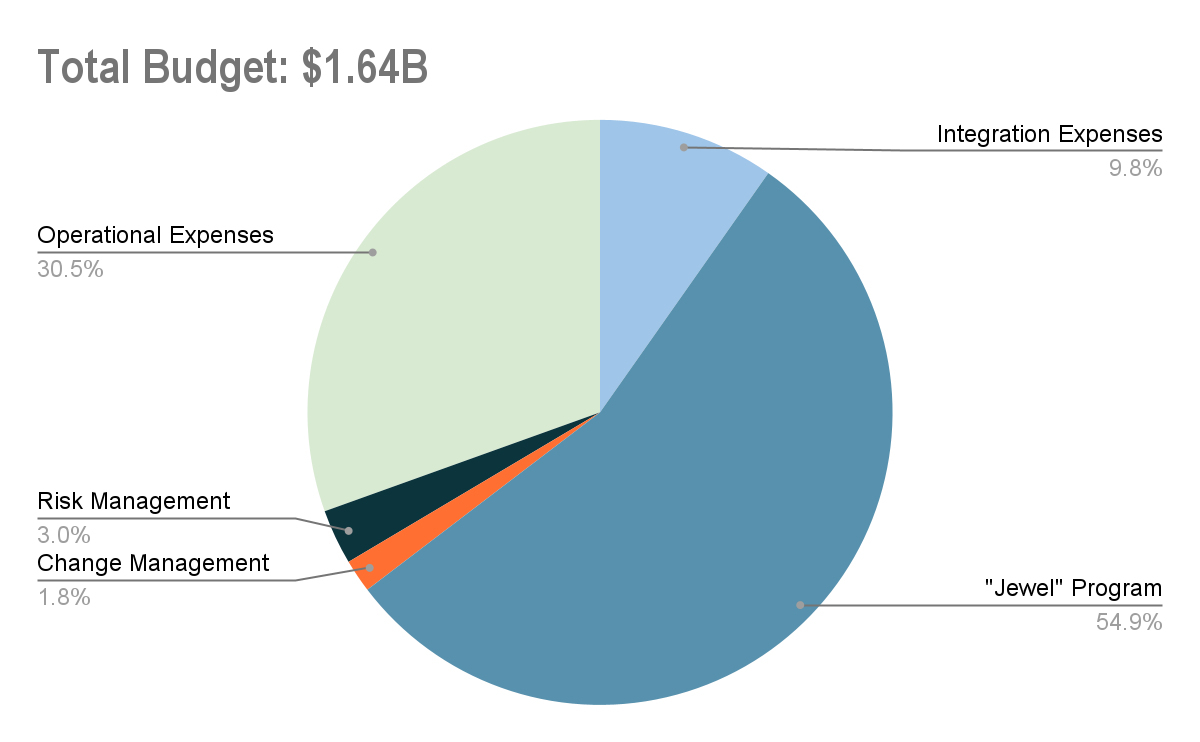 Total Budget: $1.64B
Integration Expenses
9.8%
Operational Expenses
30.5%
Risk Management
3.0%
Change Management
1.8%
"Jewel" Program
54.9%